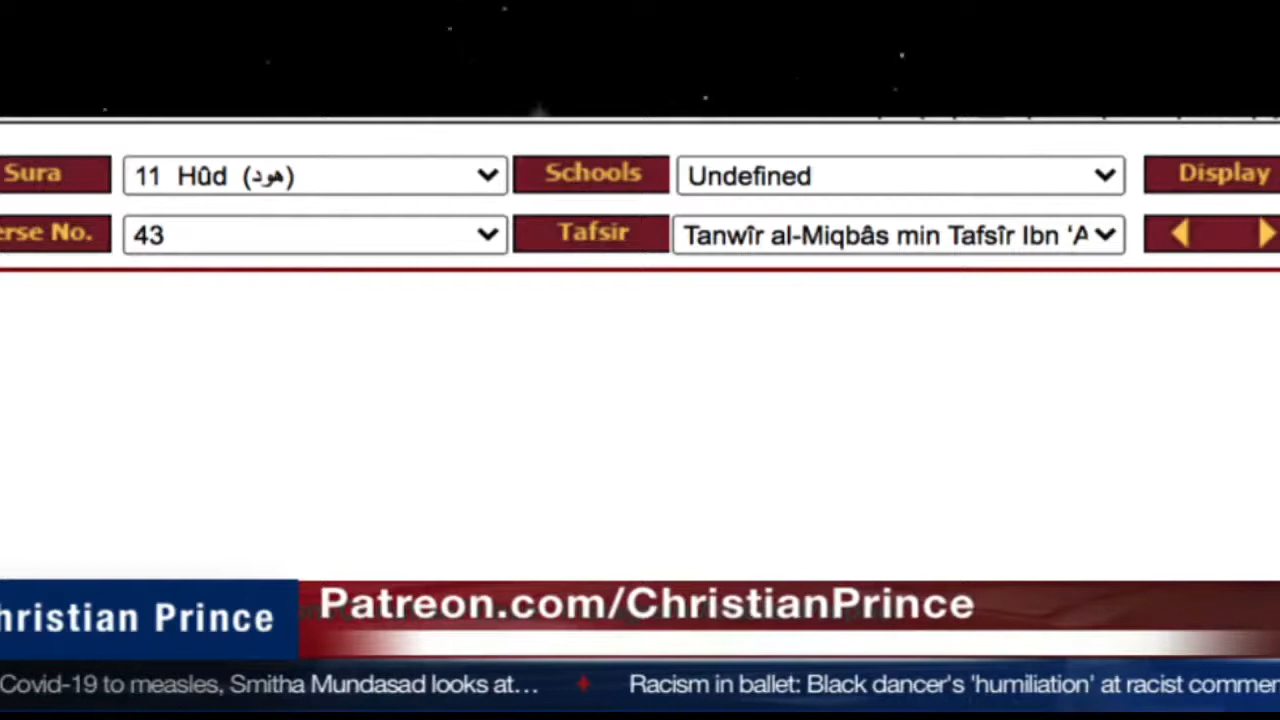 Sura 11 Hûd (هود) Schools Undefined Display
erse No. 43 Tafsir Tanwîr al-Miqbâs min Tafsîr Ibn 'A
hristian Prince Patreon.com/ChristianPrince
Covid-19 to measles, Smitha Mundasad looks at… Racism in ballet: Black dancer's 'humiliation' at racist commen